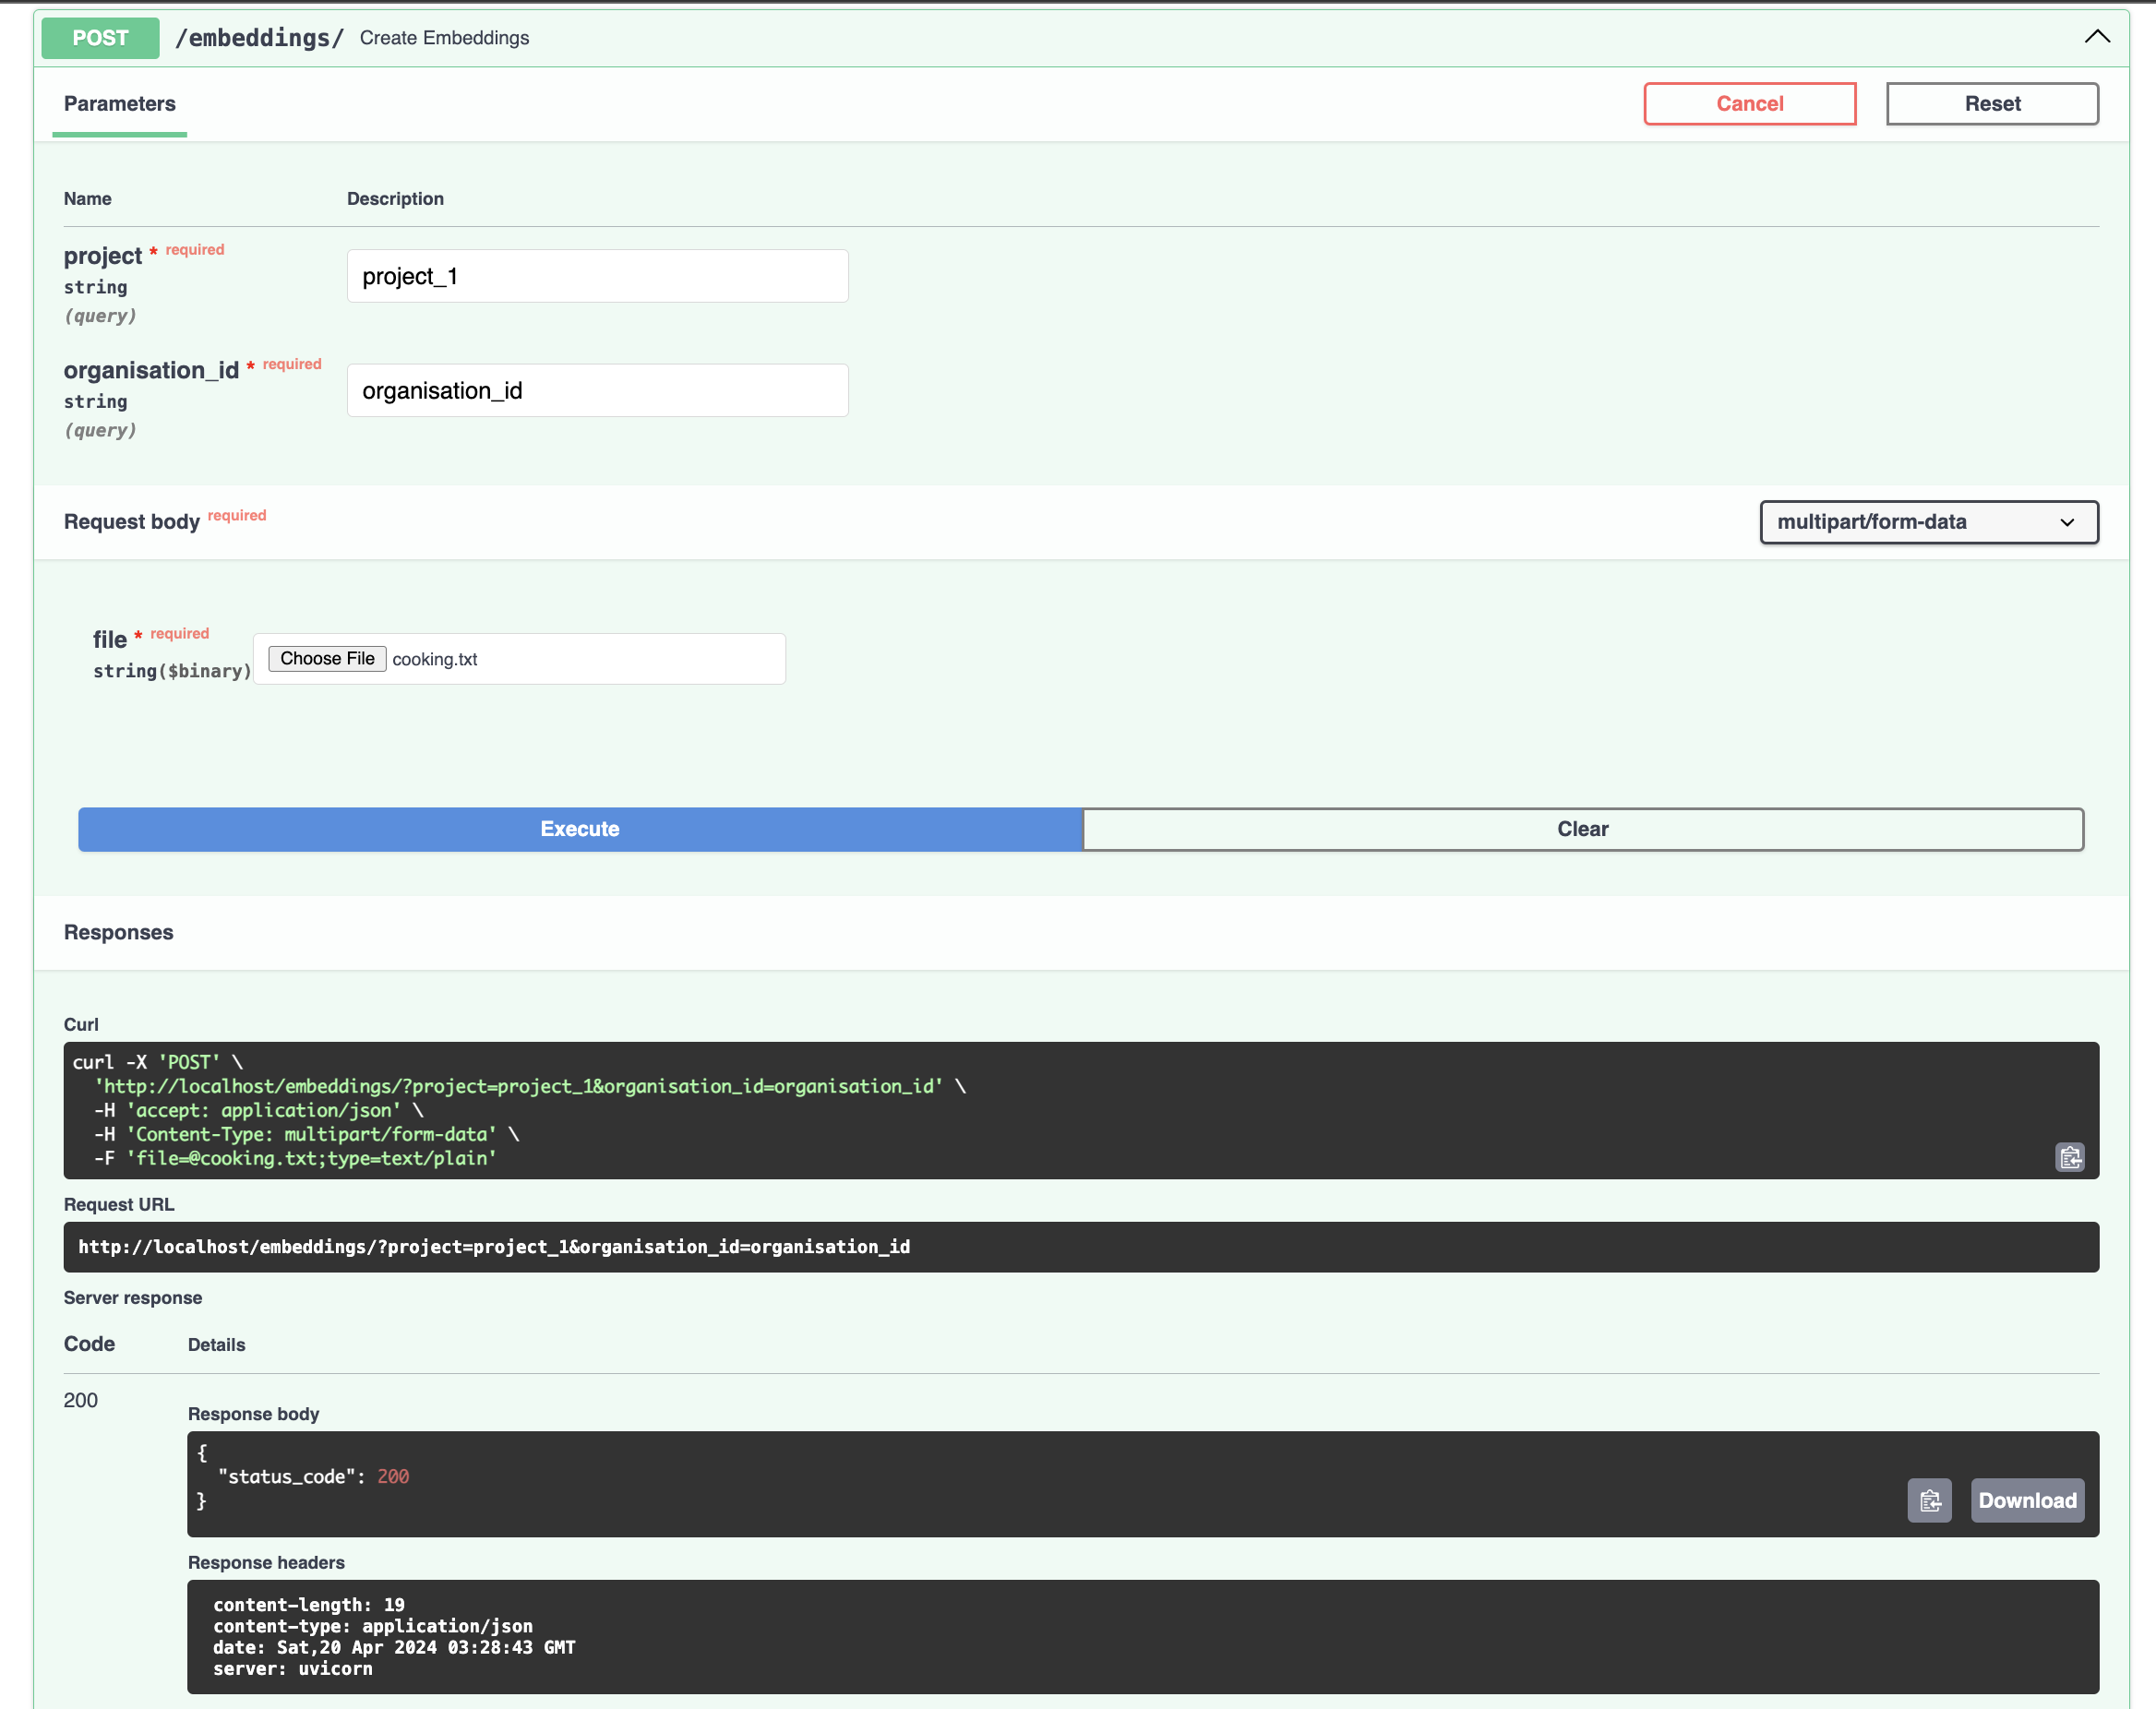 POST /embeddings/ Create Embeddings
Parameters
Cancel
Reset
Name Description
project * required
string
(query)
project_1
organisation_id * required
string
(query)
organisation_id
Request body required
multipart/form-data
file * required
string($binary)
Choose File cooking.txt
Execute
Clear
Responses
Curl
curl -X 'POST' \
'http://localhost/embeddings/?project=project_1&organisation_id=organisation_id' \
-H 'accept: application/json' \
-H 'Content-Type: multipart/form-data' \
-F 'file=@cooking.txt;type=text/plain'
Request URL
http://localhost/embeddings/?project=project_1&organisation_id=organisation_id
Server response
Code Details
200
Response body
{
"status_code": 200
}
Download
Response headers
content-length: 19
content-type: application/json
date: Sat,20 Apr 2024 03:28:43 GMT
server: uvicorn